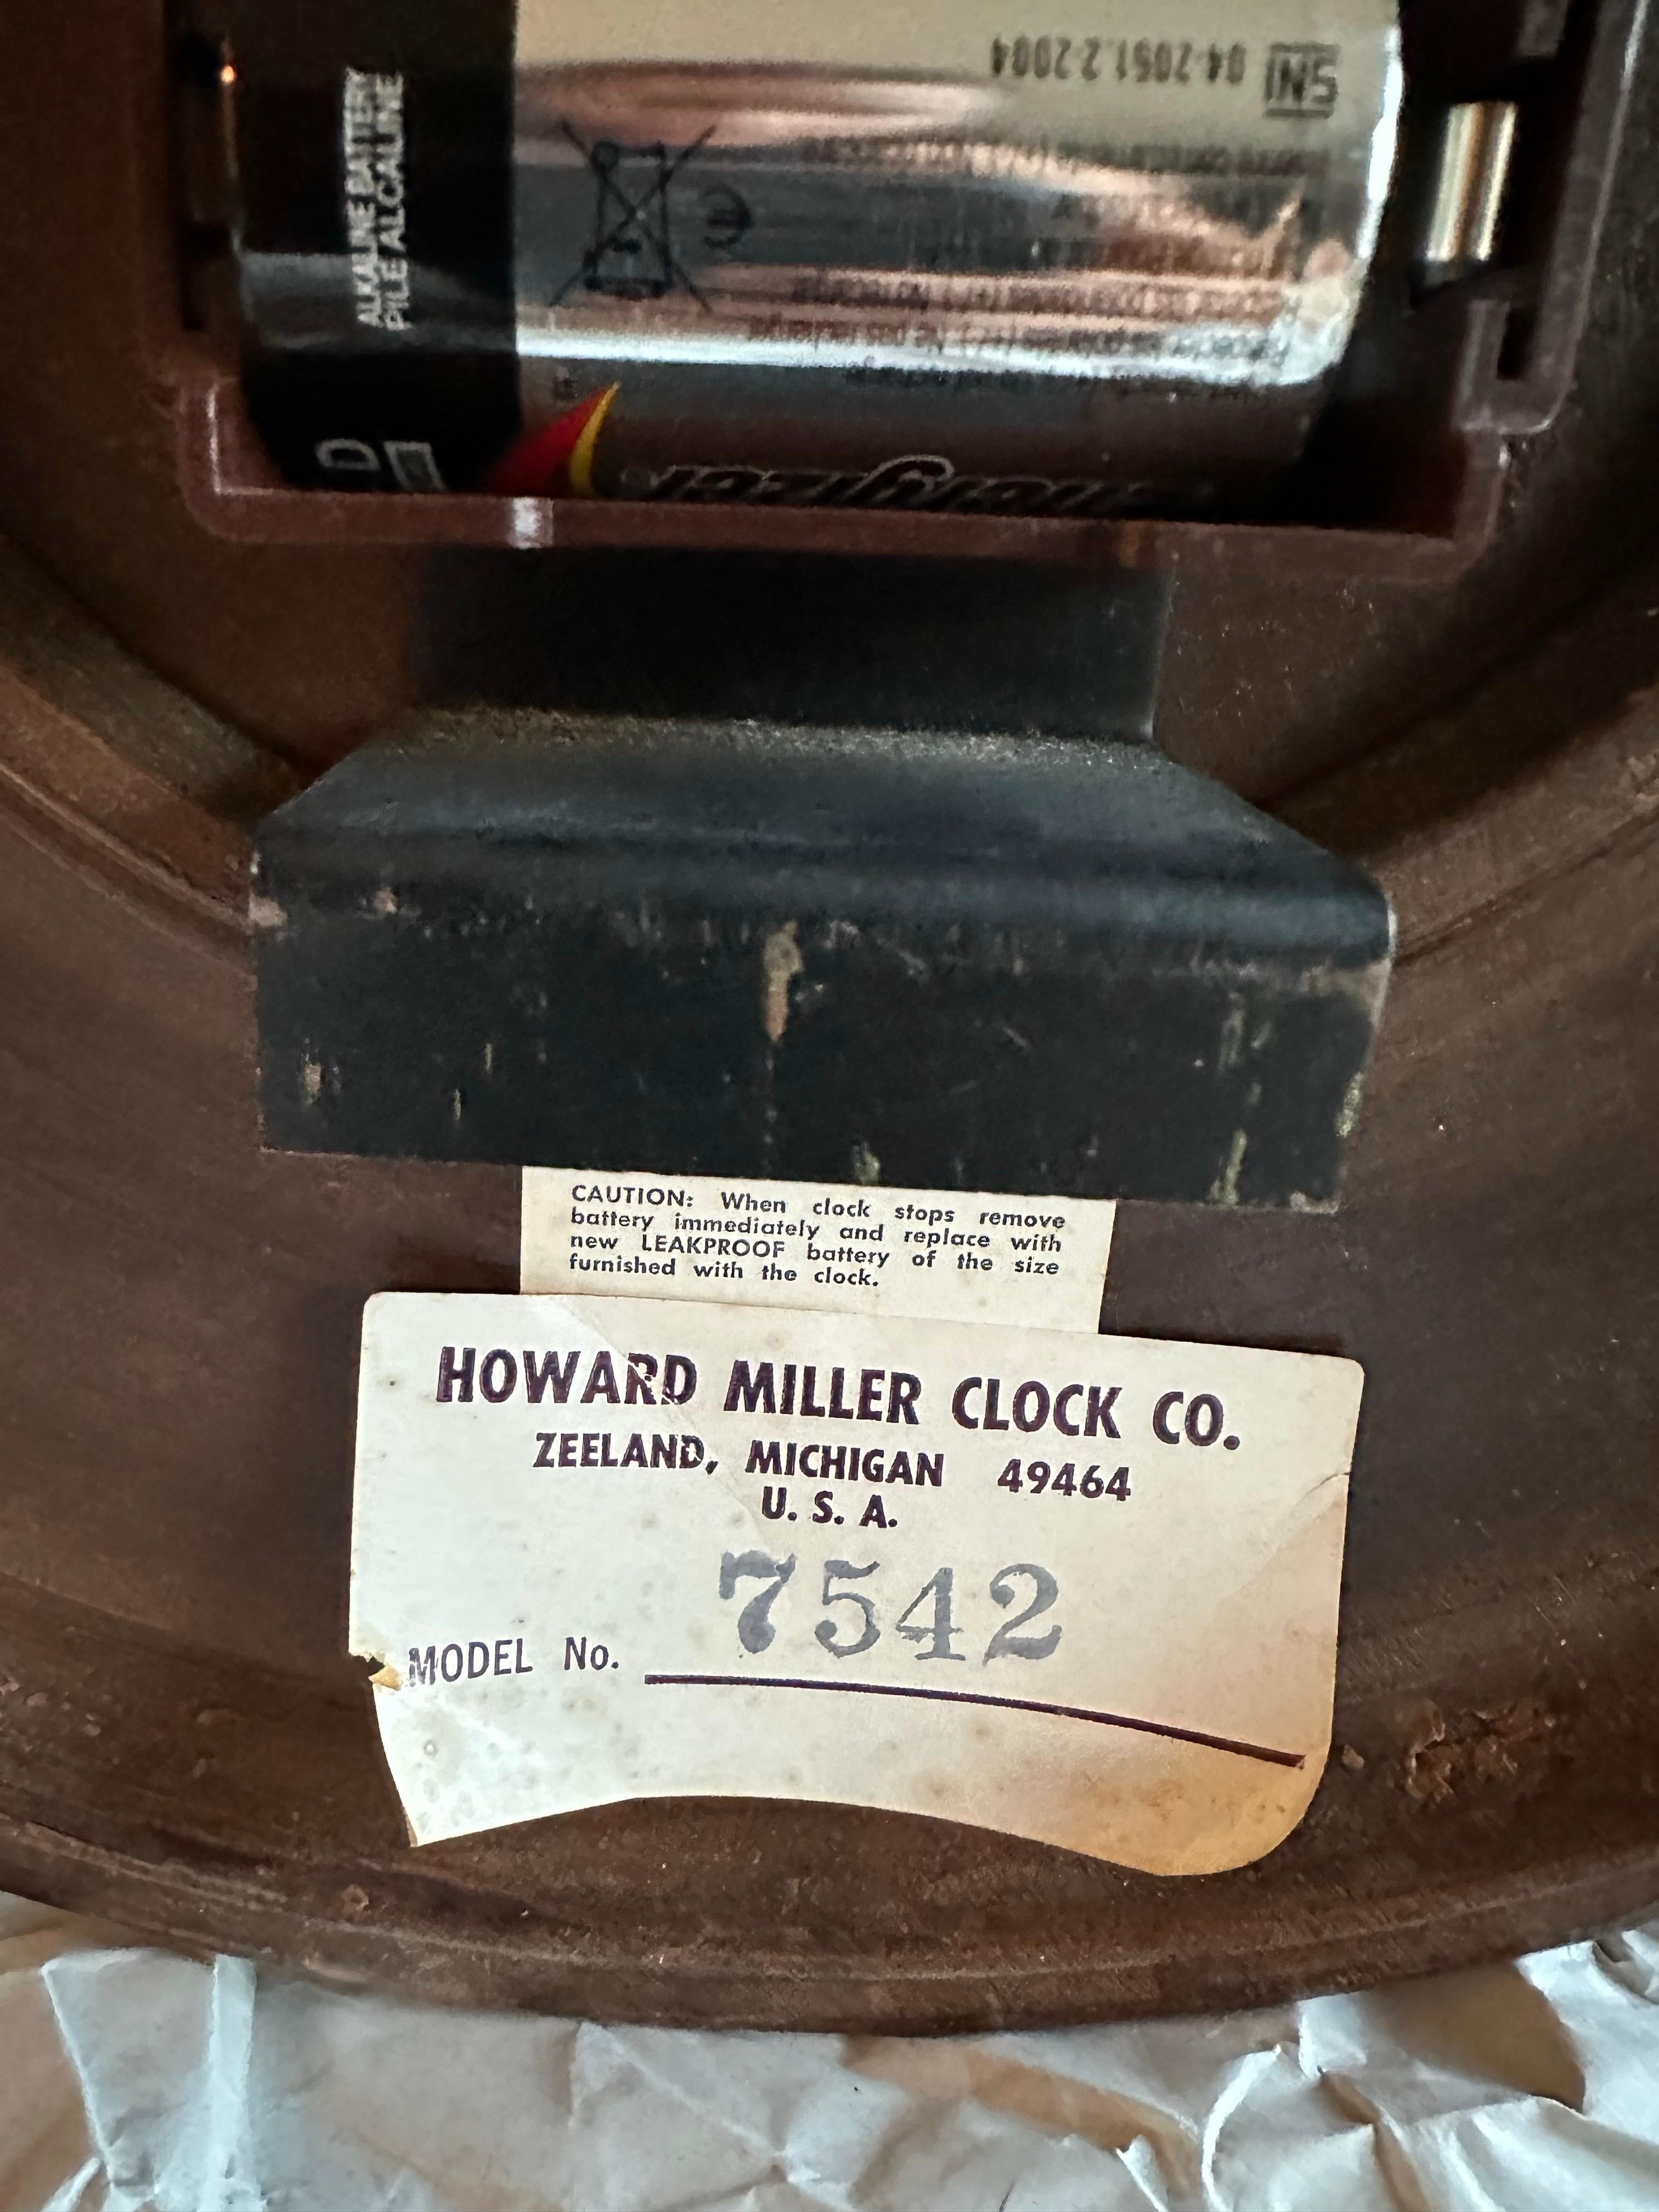 SNI
04-2051.2-2004
ALKALINE BATTERY
PILE ALCALINE
D
CAUTION: When clock stops remove
battery immediately and replace with
new LEAKPROOF battery of the size
furnished with the clock.
HOWARD MILLER CLOCK CO.
ZEELAND, MICHIGAN 49464
U. S. A.
7542
MODEL No.